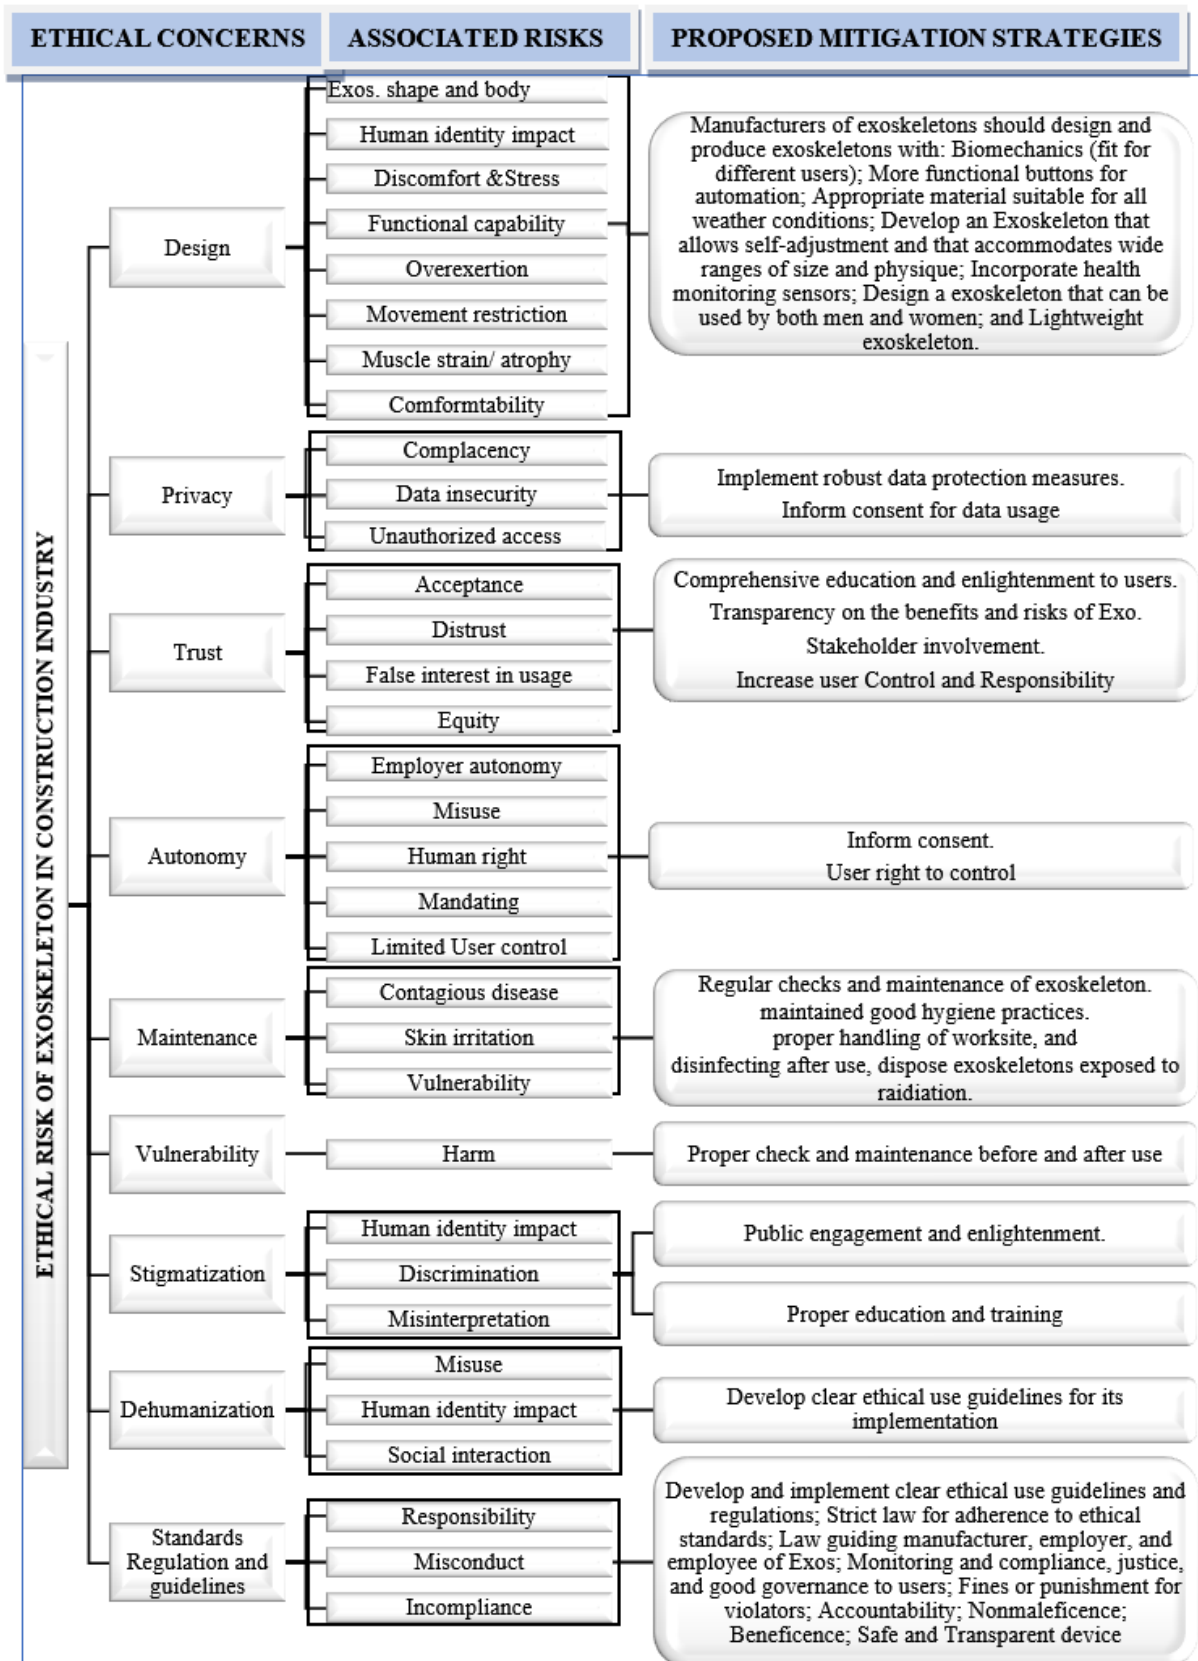 ETHICAL CONCERNS
ASSOCIATED RISKS
PROPOSED MITIGATION STRATEGIES
ETHICAL RISK OF EXOSKELETON IN CONSTRUCTION INDUSTRY
Design
Exos. shape and body
Human identity impact
Discomfort &Stress
Functional capability
Overexertion
Movement restriction
Muscle strain/ atrophy
Comformtability
Manufacturers of exoskeletons should design and
produce exoskeletons with: Biomechanics (fit for
different users); More functional buttons for
automation; Appropriate material suitable for all
weather conditions; Develop an Exoskeleton that
allows self-adjustment and that accommodates wide
ranges of size and physique; Incorporate health
monitoring sensors; Design a exoskeleton that can be
used by both men and women; and Lightweight
exoskeleton.
Privacy
Complacency
Data insecurity
Unauthorized access
Implement robust data protection measures.
Inform consent for data usage
Trust
Acceptance
Distrust
False interest in usage
Equity
Comprehensive education and enlightenment to users.
Transparency on the benefits and risks of Exo.
Stakeholder involvement.
Increase user Control and Responsibility
Autonomy
Employer autonomy
Misuse
Human right
Mandating
Limited User control
Inform consent.
User right to control
Maintenance
Contagious disease
Skin irritation
Vulnerability
Regular checks and maintenance of exoskeleton.
maintained good hygiene practices.
proper handling of worksite, and
disinfecting after use, dispose exoskeletons exposed to
raidiation.
Vulnerability
Harm
Proper check and maintenance before and after use
Stigmatization
Human identity impact
Discrimination
Misinterpretation
Public engagement and enlightenment.
Proper education and training
Dehumanization
Misuse
Human identity impact
Social interaction
Develop clear ethical use guidelines for its
implementation
Standards
Regulation and
guidelines
Responsibility
Misconduct
Incompliance
Develop and implement clear ethical use guidelines and
regulations; Strict law for adherence to ethical
standards; Law guiding manufacturer, employer, and
employee of Exos; Monitoring and compliance, justice,
and good governance to users; Fines or punishment for
violators; Accountability; Nonmaleficence;
Beneficence; Safe and Transparent device